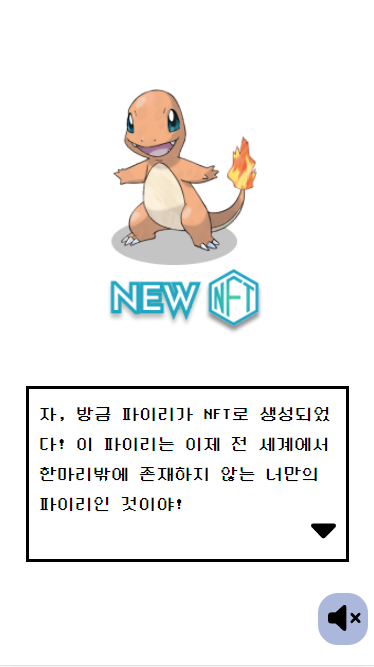 NEW NFT
자, 방금 파이리가 NFT로 생성되었
다! 이 파이리는 이제 전 세계에서
한마리밖에 존재하지 않는 너만의
파이리인 것이야!